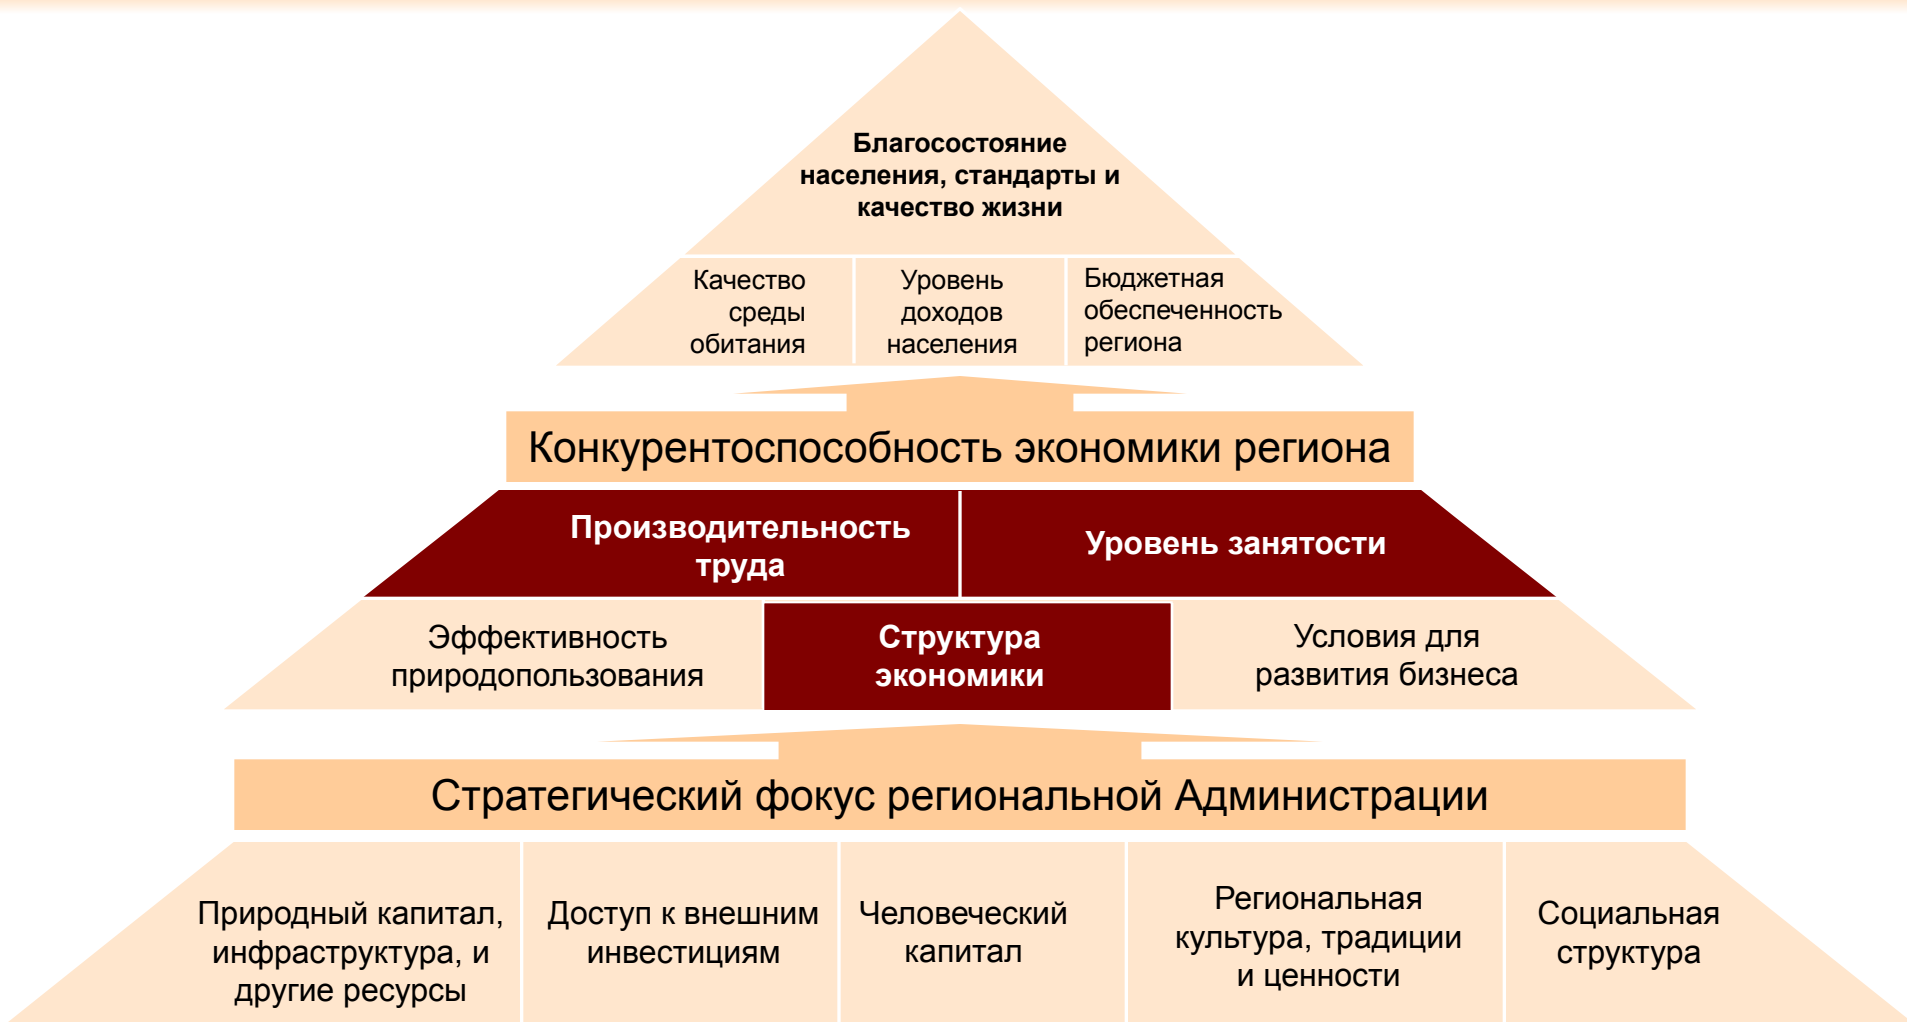 Благосостояние
населения, стандарты и
качество жизни
Качество
среды
обитания
Уровень
доходов
населения
Бюджетная
обеспеченность
региона
Конкурентоспособность экономики региона
Производительность
труда
Уровень занятости
Эффективность
природопользования
Структура
экономики
Условия для
развития бизнеса
Стратегический фокус региональной Администрации
Природный капитал,
инфраструктура, и
другие ресурсы
Доступ к внешним
инвестициям
Человеческий
капитал
Региональная
культура, традиции
и ценности
Социальная
структура